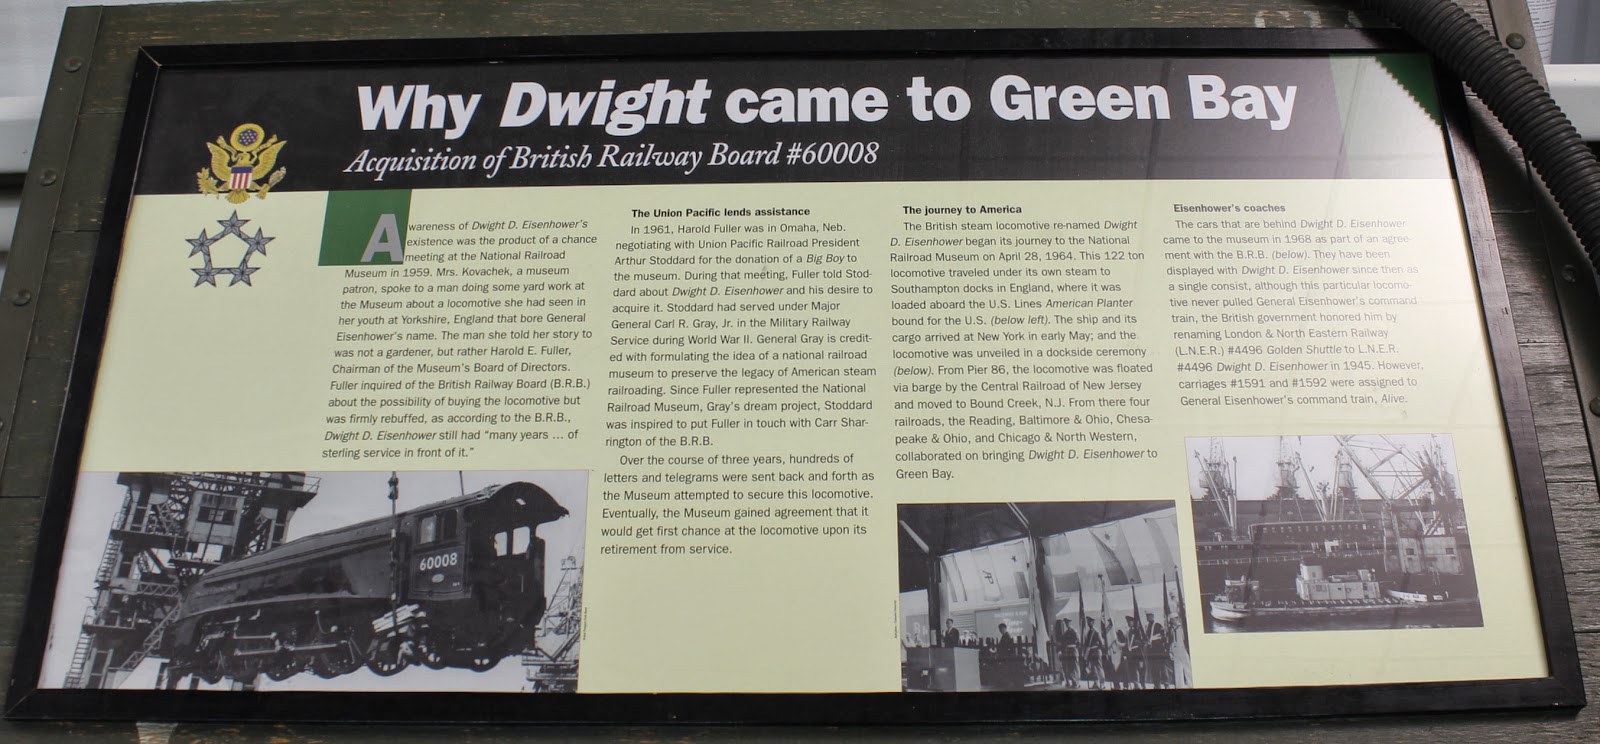 Why Dwight came to Green Bay
Acquisition of British Railway Board #60008
Awareness of Dwight D. Eisenhower's
existence was the product of a chance
meeting at the National Railroad
Museum in 1959. Mrs. Kovachek, a museum
patron, spoke to a man doing some yard work at
the Museum about a locomotive she had seen in
her youth at Yorkshire, England that bore General
Eisenhower's name. The man she told her story to
was not a gardener, but rather Harold E. Fuller,
Chairman of the Museum's Board of Directors.
Fuller inquired of the British Railway Board (B.R.B.)
about the possibility of buying the locomotive but
was firmly rebuffed, as according to the B.R.B.,
Dwight D. Eisenhower still had "many years ... of
sterling service in front of it."
60008
The Union Pacific lends assistance
In 1961, Harold Fuller was in Omaha, Neb.
negotiating with Union Pacific Railroad President
Arthur Stoddard for the donation of a Big Boy to
the museum. During that meeting, Fuller told Stod-
dard about Dwight D. Eisenhower and his desire to
acquire it. Stoddard had served under Major
General Carl R. Gray, Jr. in the Military Railway
Service during World War II. General Gray is credit-
ed with formulating the idea of a national railroad
museum to preserve the legacy of American steam
railroading. Since Fuller represented the National
Railroad Museum, Gray's dream project, Stoddard
was inspired to put Fuller in touch with Carr Shar-
rington of the B.R.B.
Over the course of three years, hundreds of
letters and telegrams were sent back and forth as
the Museum attempted to secure this locomotive.
Eventually, the Museum gained agreement that it
would get first chance at the locomotive upon its
retirement from service.
The journey to America
The British steam locomotive re-named Dwight
D. Eisenhower began its journey to the National
Railroad Museum on April 28, 1964. This 122 ton
locomotive traveled under its own steam to
Southampton docks in England, where it was
loaded aboard the U.S. Lines American Planter
bound for the U.S. (below left). The ship and its
cargo arrived at New York in early May; and the
locomotive was unveiled in a dockside ceremony
(below). From Pier 86, the locomotive was floated
via barge by the Central Railroad of New Jersey
and moved to Bound Creek, N.J. From there four
railroads, the Reading, Baltimore & Ohio, Chesa-
peake & Ohio, and Chicago & North Western,
collaborated on bringing Dwight D. Eisenhower to
Green Bay.
Eisenhower's coaches
The cars that are behind Dwight D. Eisenhower
came to the museum in 1968 as part of an agree-
ment with the B.R.B. (below). They have been
displayed with Dwight D. Eisenhower since then as
a single consist, although this particular locomo-
tive never pulled General Eisenhower's command
train, the British government honored him by
renaming London & North Eastern Railway
(L.N.E.R.) #4496 Golden Shuttle to L.N.E.R.
#4496 Dwight D. Eisenhower in 1945. However,
carriages #1591 and #1592 were assigned to
General Eisenhower's command train, Alive.